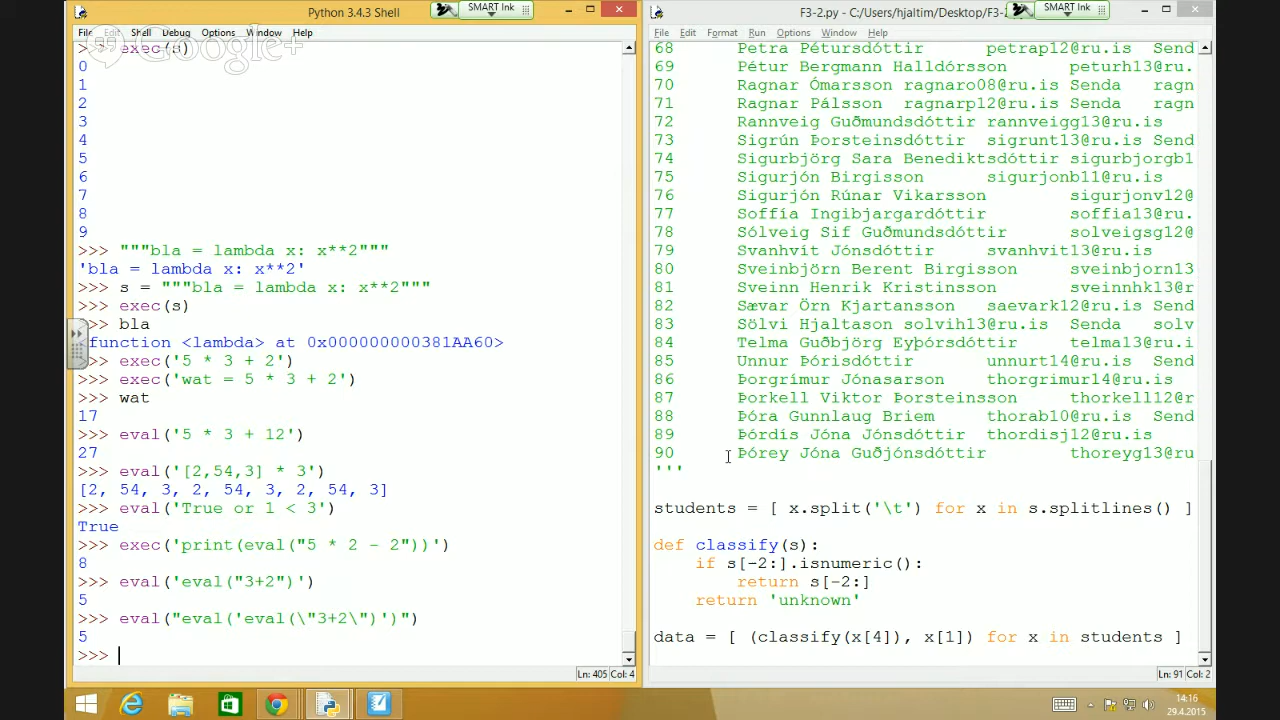 Python 3.4.3 Shell
SMART Ink
File Edit Shell Debug Options Window Help
Google+
>>> exec(s)
0
1
2
3
4
5
6
7
8
9
>>> """bla = lambda x: x**2"""
'bla = lambda x: x**2'
>>> s = """bla = lambda x: x**2"""
>>> exec(s)
>>> bla
<function <lambda> at 0x000000000381AA60>
>>> exec('5 * 3 + 2')
>>> exec('wat = 5 * 3 + 2')
>>> wat
17
>>> eval('5 * 3 + 12')
27
>>> eval('[2,54,3] * 3')
[2, 54, 3, 2, 54, 3, 2, 54, 3]
>>> eval('True or 1 < 3')
True
>>> exec('print(eval("5 * 2 - 2"))')
8
>>> eval('eval("3+2")')
5
>>> eval("eval('eval(\"3+2\")')")
5
>>>
Ln: 405 Col: 4
F3-2.py - C:/Users/hjaltim/Desktop/F3-2
SMART Ink
File Edit Format Run Options Window Help
68 Petra Pétursdóttir petrap12@ru.is Send
69 Pétur Bergmann Halldórsson peturh13@ru.
70 Ragnar Ómarsson ragnaro08@ru.is Senda ragn
71 Ragnar Pálsson ragnarp12@ru.is Senda ragn
72 Rannveig Guðmundsdóttir rannveigg13@ru.is
73 Sigrún Þorsteinsdóttir sigrunt13@ru.is Send
74 Sigurbjörg Sara Benediktsdóttir sigurbjorgb1
75 Sigurjón Birgisson sigurjonb11@ru.is
76 Sigurjón Rúnar Vikarsson sigurjonv12@
77 Soffía Ingibjargardóttir soffia13@ru.
78 Sólveig Sif Guðmundsdóttir solveigsg12@
79 Svanhvít Jónsdóttir svanhvit13@ru.is
80 Sveinbjörn Berent Birgisson sveinbjorn13
81 Sveinn Henrik Kristinsson sveinnhk13@r
82 Sævar Örn Kjartansson saevark12@ru.is Send
83 Sölvi Hjaltason solvih13@ru.is Senda solv
84 Telma Guðbjörg Eyþórsdóttir telma13@ru.i
85 Unnur Þórisdóttir unnurt14@ru.is
86 Þorgrímur Jónasarson thorgrimur14@ru.is
87 Þorkell Viktor Þorsteinsson thorkell12@r
88 Þóra Gunnlaug Briem thorab10@ru.is Send
89 Þórdís Jóna Jónsdóttir thordisj12@ru.is
90 Þórey Jóna Guðjónsdóttir thoreyg13@ru
'''
students = [ x.split('\t') for x in s.splitlines() ]
def classify(s):
if s[-2:].isnumeric():
return s[-2:]
return 'unknown'
data = [ (classify(x[4]), x[1]) for x in students ]
Ln: 91 Col: 2
14:16
29.4.2015